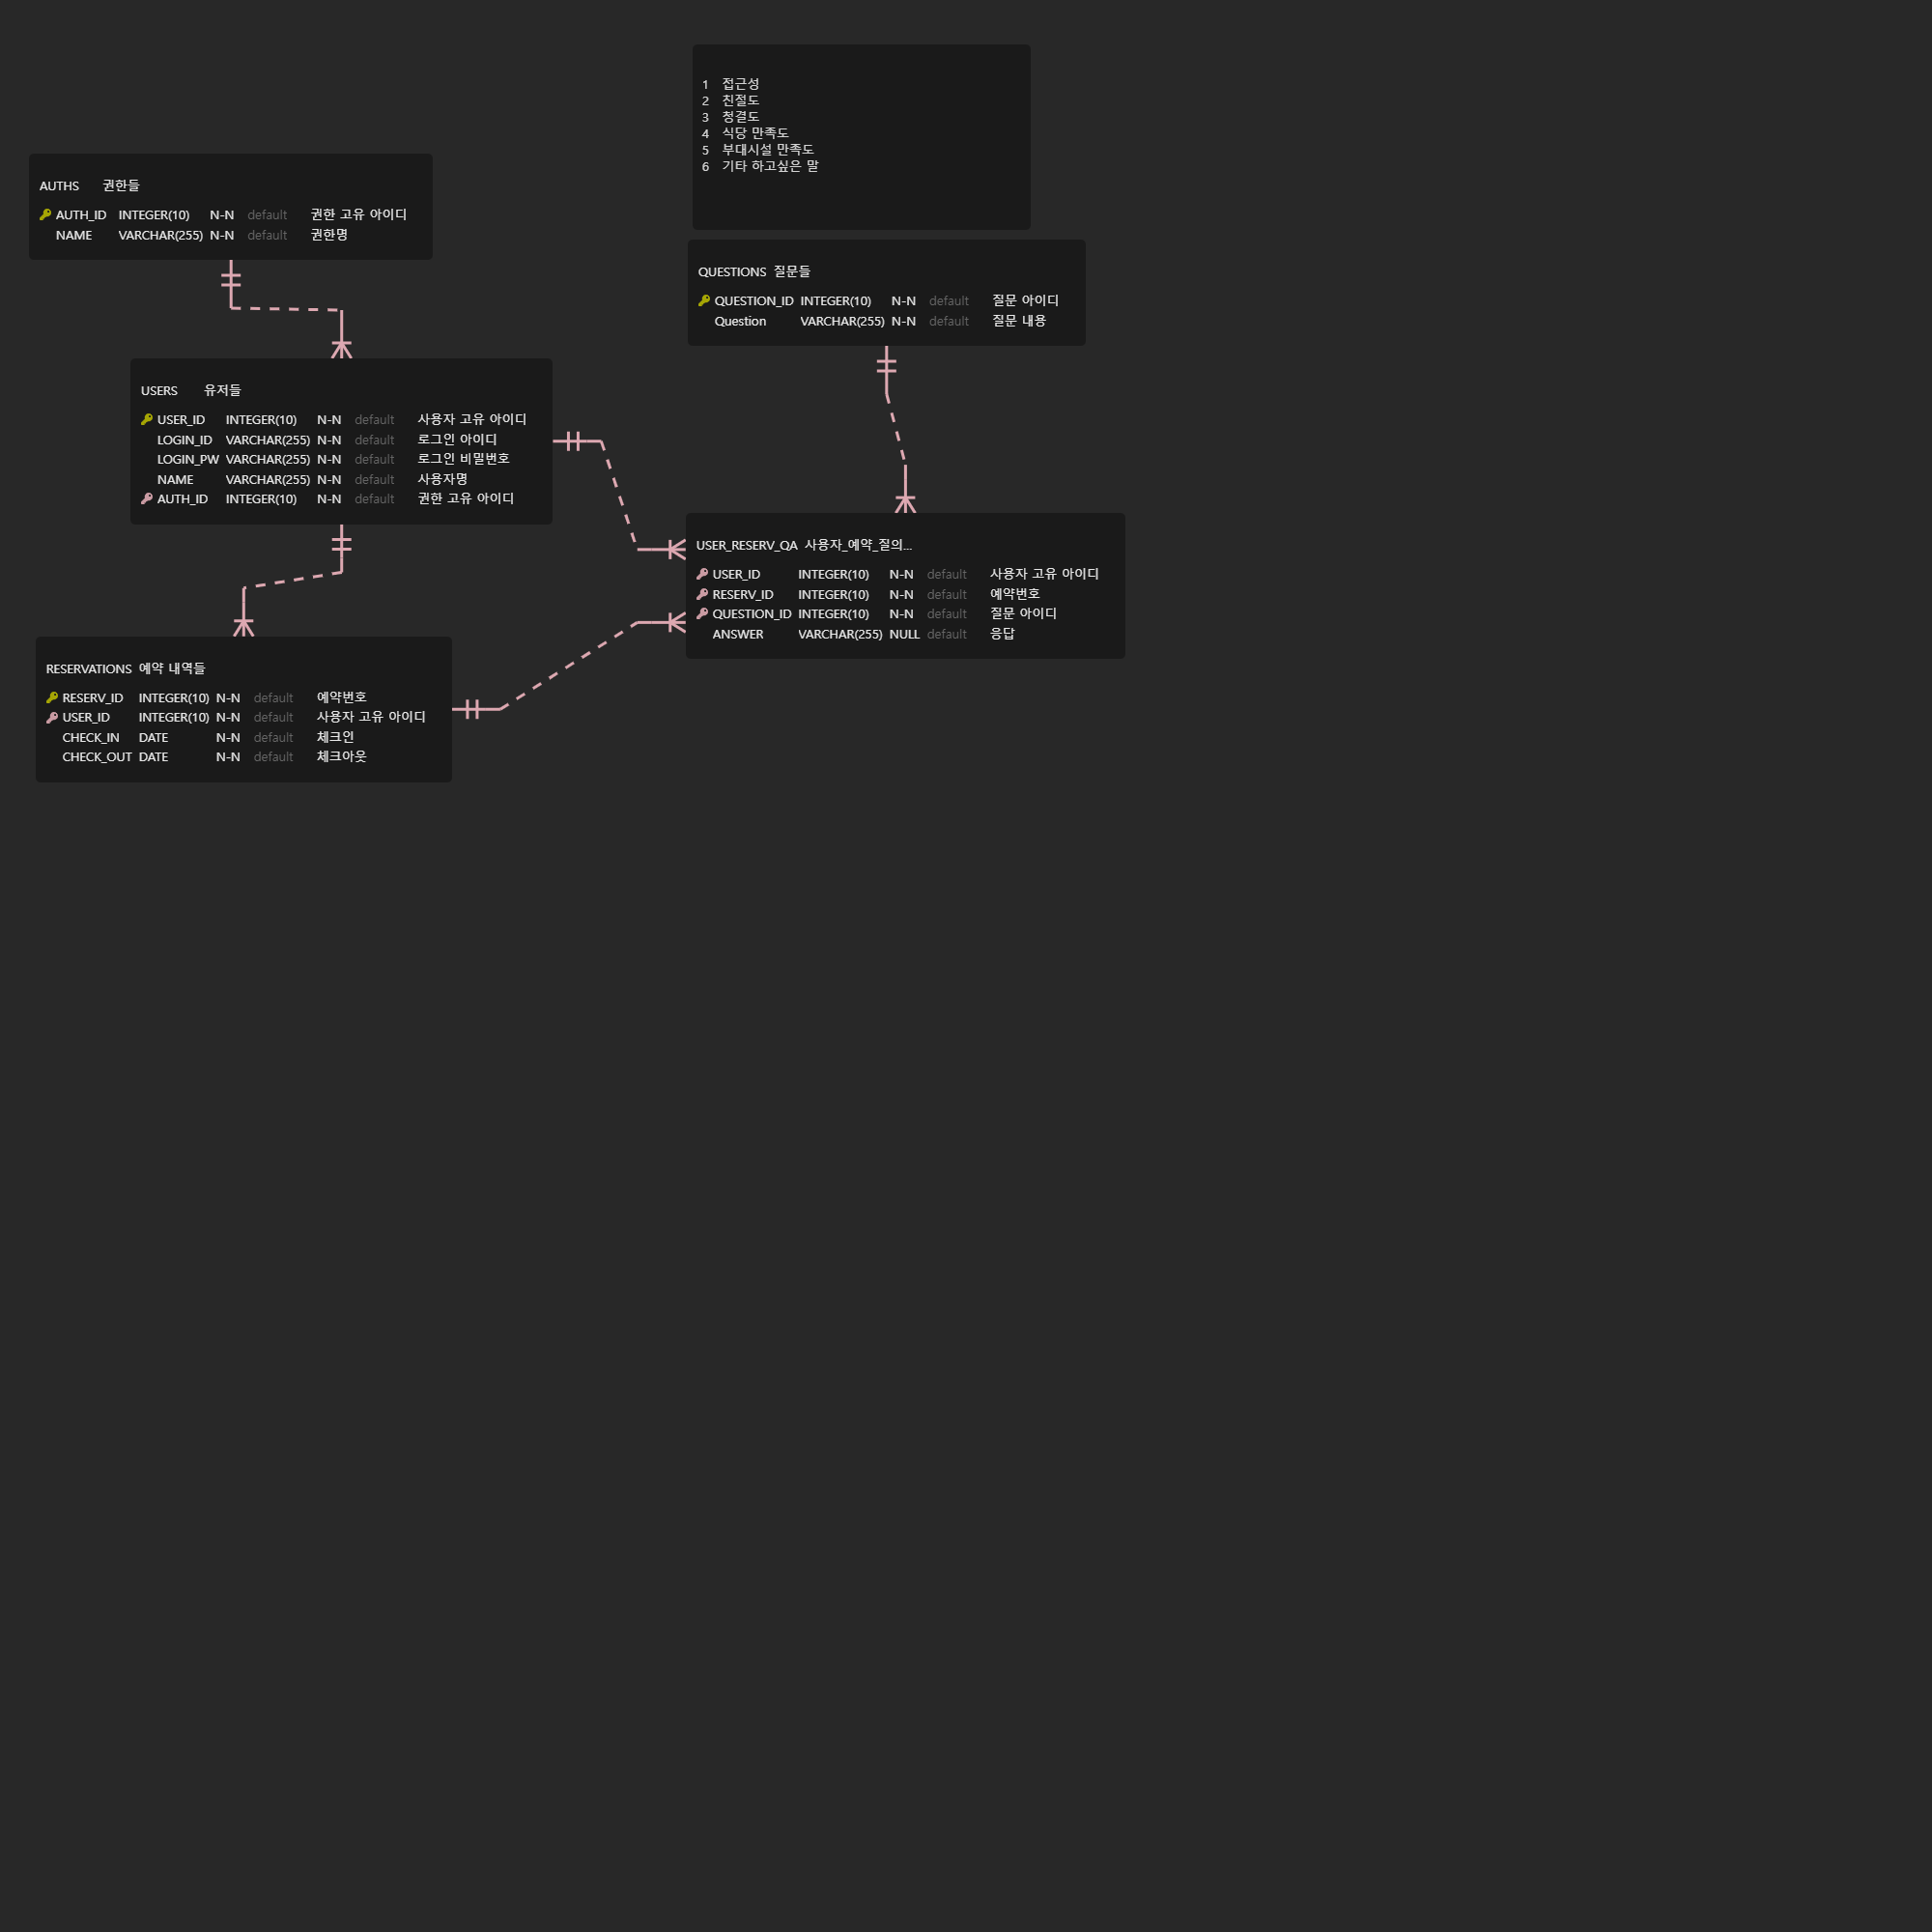 1 접근성
2 친절도
3 청결도
4 식당 만족도
5 부대시설 만족도
6 기타 하고싶은 말
AUTHS 권한들
AUTH_ID INTEGER(10) N-N default 권한 고유 아이디
NAME VARCHAR(255) N-N default 권한명
QUESTIONS 질문들
QUESTION_ID INTEGER(10) N-N default 질문 아이디
Question VARCHAR(255) N-N default 질문 내용
USERS 유저들
USER_ID INTEGER(10) N-N default 사용자 고유 아이디
LOGIN_ID VARCHAR(255) N-N default 로그인 아이디
LOGIN_PW VARCHAR(255) N-N default 로그인 비밀번호
NAME VARCHAR(255) N-N default 사용자명
AUTH_ID INTEGER(10) N-N default 권한 고유 아이디
USER_RESERV_QA 사용자_예약_질의...
USER_ID INTEGER(10) N-N default 사용자 고유 아이디
RESERV_ID INTEGER(10) N-N default 예약번호
QUESTION_ID INTEGER(10) N-N default 질문 아이디
ANSWER VARCHAR(255) NULL default 응답
RESERVATIONS 예약 내역들
RESERV_ID INTEGER(10) N-N default 예약번호
USER_ID INTEGER(10) N-N default 사용자 고유 아이디
CHECK_IN DATE N-N default 체크인
CHECK_OUT DATE N-N default 체크아웃